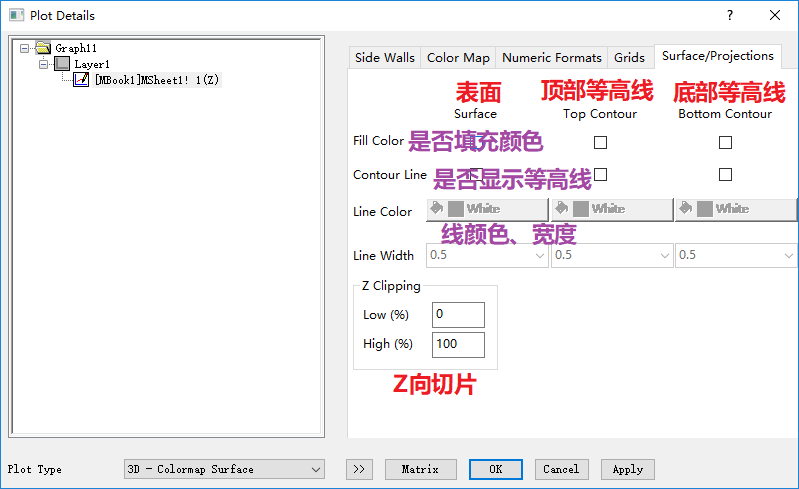 Plot Details
Graph11
Layer1
[MBook1]MSheet1! 1(Z)
Side Walls Color Map Numeric Formats Grids Surface/Projections
表面 顶部等高线 底部等高线
Surface Top Contour Bottom Contour
Fill Color 是否填充颜色
Contour Line 是否显示等高线
Line Color White White White
线颜色、宽度
Line Width 0.5 0.5 0.5
Z Clipping
Low (%) 0
High (%) 100
Z向切片
Plot Type 3D - Colormap Surface >> Matrix OK Cancel Apply